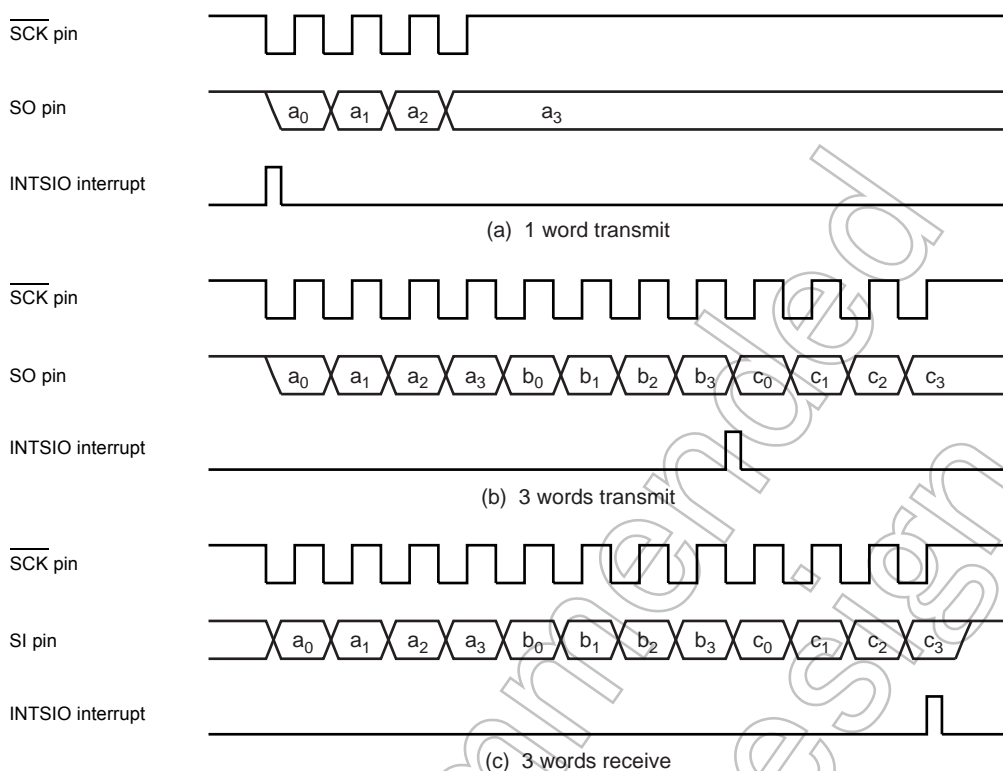 SCK pin
SO pin
a0 a1 a2 a3
INTSIO interrupt
(a) 1 word transmit
SCK pin
SO pin
a0 a1 a2 a3 b0 b1 b2 b3 c0 c1 c2 c3
INTSIO interrupt
(b) 3 words transmit
SCK pin
SI pin
a0 a1 a2 a3 b0 b1 b2 b3 c0 c1 c2 c3
INTSIO interrupt
(c) 3 words receive
mmended
esign